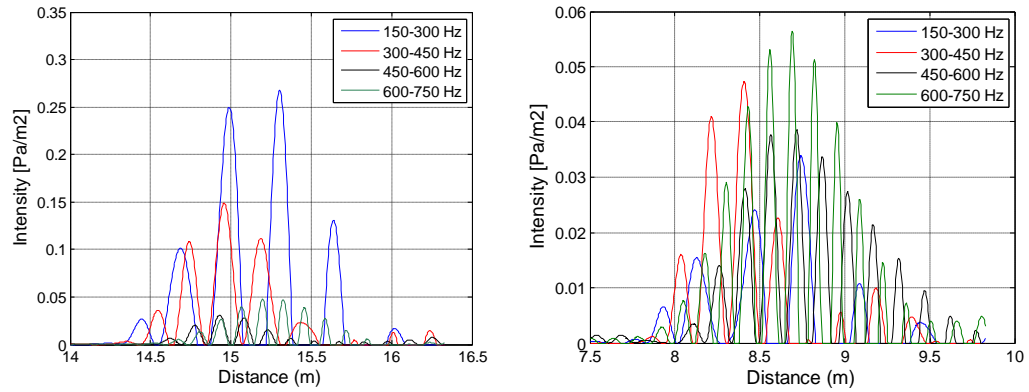 0.35
0.3
0.25
0.2
0.15
0.1
0.05
0
14
14.5
15
15.5
16
16.5
Distance (m)
Intensity [Pa/m2]
150-300 Hz
300-450 Hz
450-600 Hz
600-750 Hz
0.06
0.05
0.04
0.03
0.02
0.01
0
7.5
8
8.5
9
9.5
10
Distance (m)
Intensity [Pa/m2]
150-300 Hz
300-450 Hz
450-600 Hz
600-750 Hz